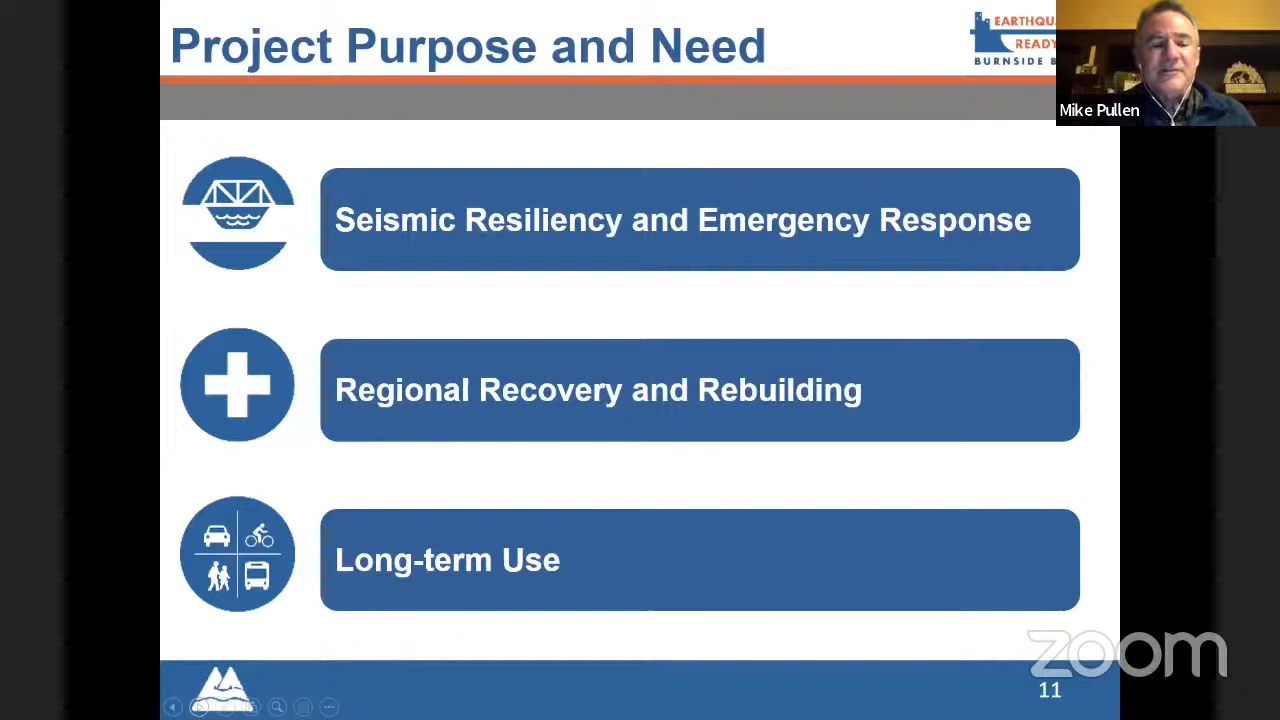 Project Purpose and Need
EARTHQUA
READY
BURNSIDE B
Mike Pullen
Seismic Resiliency and Emergency Response
Regional Recovery and Rebuilding
Long-term Use
zoom
11